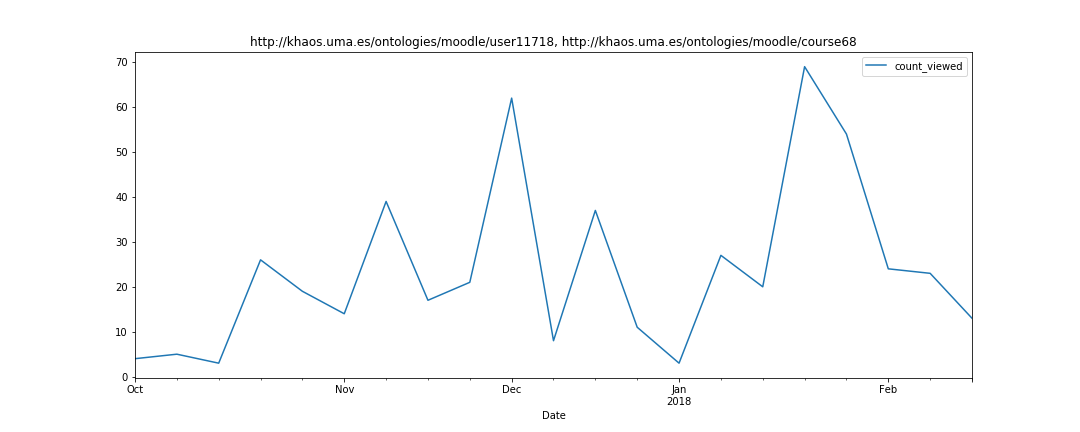 http://khaos.uma.es/ontologies/moodle/user11718, http://khaos.uma.es/ontologies/moodle/course68
count_viewed
70
60
50
40
30
20
10
0
Oct Nov Dec Jan Feb
2018
Date